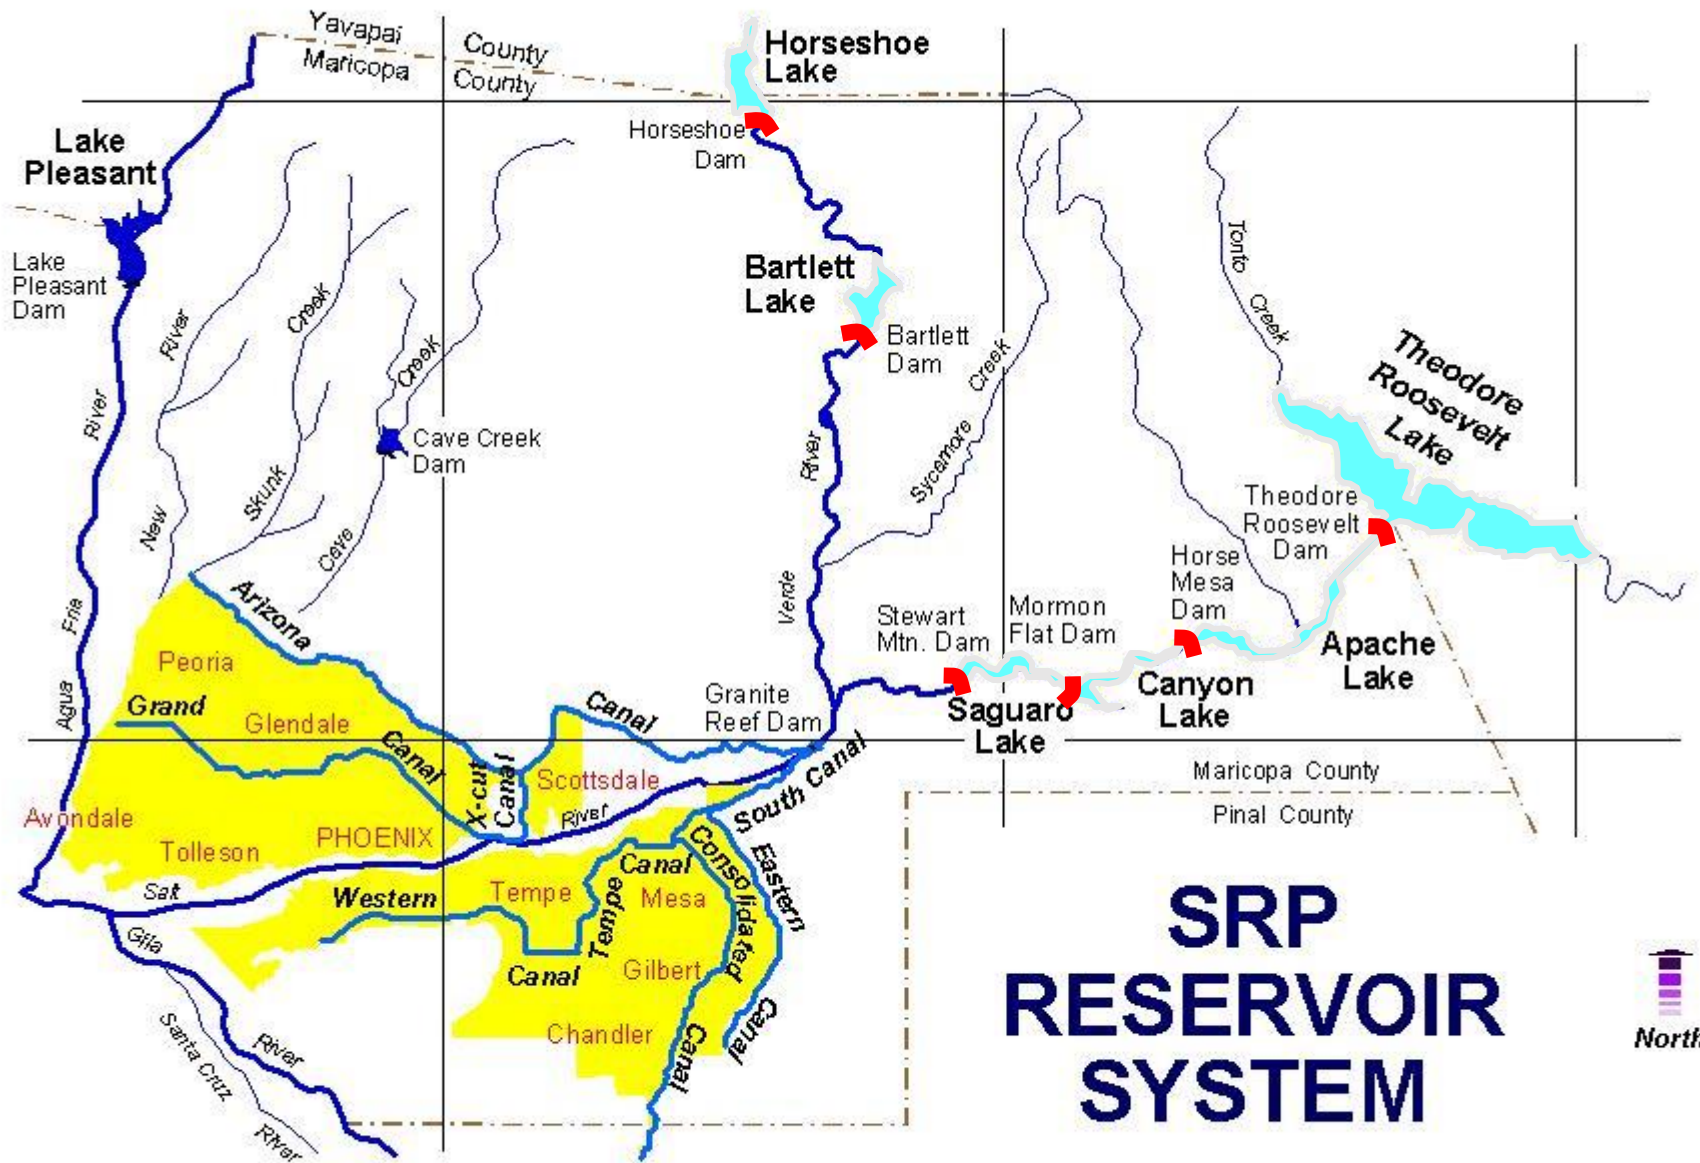 Yavapai
County
Maricopa
County
Horseshoe
Lake
Horseshoe
Dam
Lake
Pleasant
Lake
Pleasant
Dam
Bartlett
Lake
Bartlett
Dam
River
Creek
Creek
River
Cave Creek
Dam
New
Skunk
Cave
River
Verde
Creek
Sycamore
Tonto
Creek
Theodore
Roosevelt
Lake
Theodore
Roosevelt
Dam
Horse
Mesa
Dam
Mormon
Flat Dam
Stewart
Mtn. Dam
Apache
Lake
Canyon
Lake
Saguaro
Lake
Granite
Reef Dam
Fria
Agua
Arizona
Canal
Peoria
Grand
Canal
Glendale
X-cut
Canal
Scottsdale
River
South Canal
Avondale
Tolleson
PHOENIX
Salt
Western
Canal
Tempe
Tempe
Canal
Mesa
Consolidated
Canal
Eastern
Canal
Gilbert
Chandler
Gila
River
Santa Cruz
River
Maricopa County
Pinal County
SRP
RESERVOIR
SYSTEM
North